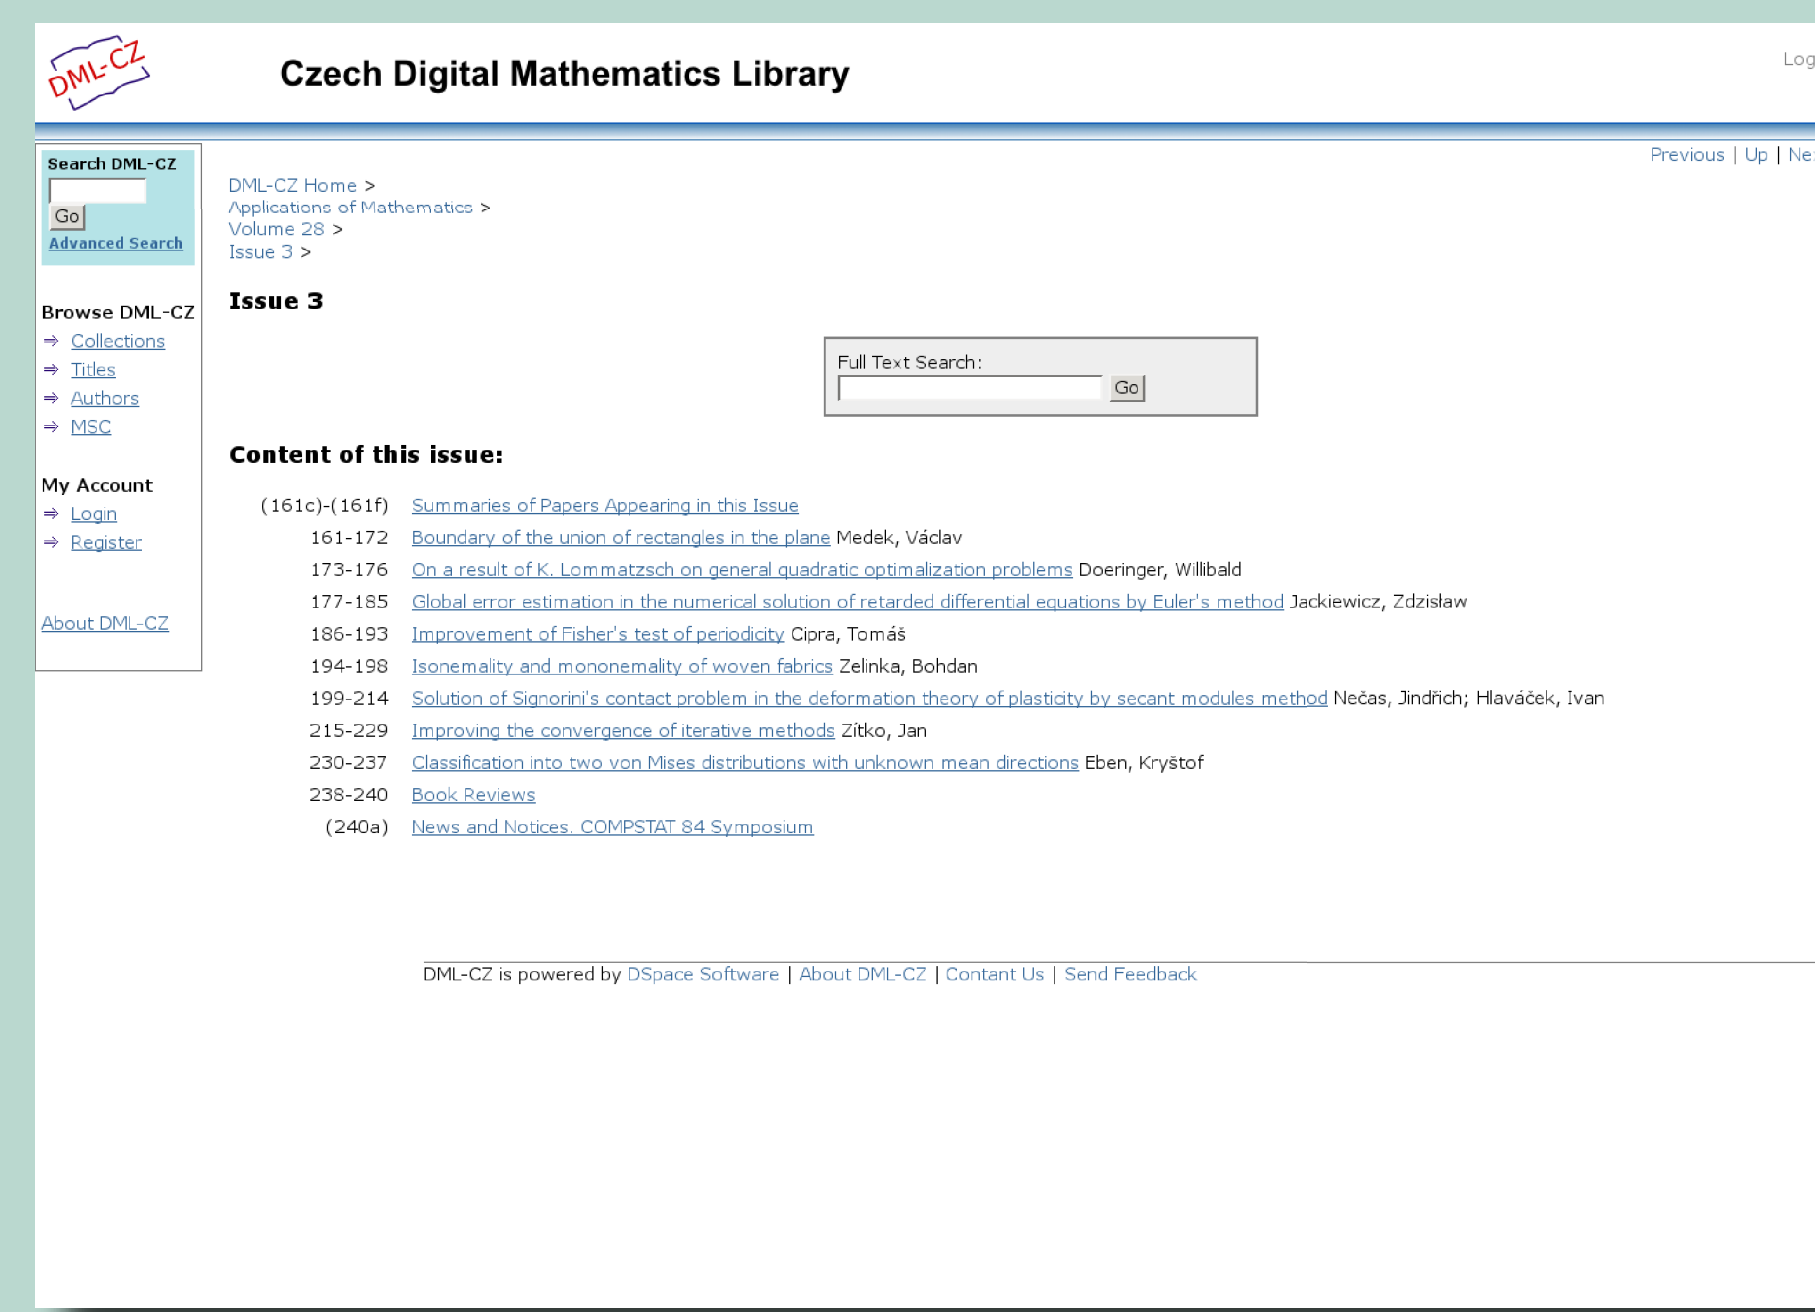 DML-CZ
Czech Digital Mathematics Library
Log
Previous | Up | Ne
Search DML-CZ
Go
Advanced Search
Browse DML-CZ
⇒ Collections
⇒ Titles
⇒ Authors
⇒ MSC
My Account
⇒ Login
⇒ Register
About DML-CZ
DML-CZ Home >
Applications of Mathematics >
Volume 28 >
Issue 3 >
Issue 3
Full Text Search:
Go
Content of this issue:
(161c)-(161f) Summaries of Papers Appearing in this Issue
161-172 Boundary of the union of rectangles in the plane Medek, Václav
173-176 On a result of K. Lommatzsch on general quadratic optimalization problems Doeringer, Willibald
177-185 Global error estimation in the numerical solution of retarded differential equations by Euler's method Jackiewicz, Zdzisław
186-193 Improvement of Fisher's test of periodicity Cipra, Tomáš
194-198 Isonemality and mononemality of woven fabrics Zelinka, Bohdan
199-214 Solution of Signorini's contact problem in the deformation theory of plasticity by secant modules method Nečas, Jindřich; Hlaváček, Ivan
215-229 Improving the convergence of iterative methods Zítko, Jan
230-237 Classification into two von Mises distributions with unknown mean directions Eben, Kryštof
238-240 Book Reviews
(240a) News and Notices. COMPSTAT 84 Symposium
DML-CZ is powered by DSpace Software | About DML-CZ | Contant Us | Send Feedback